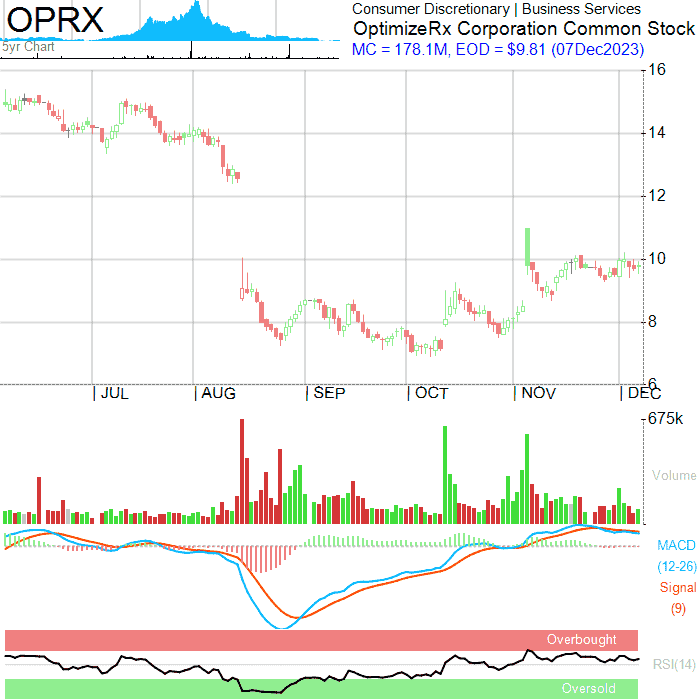 OPRX
Consumer Discretionary | Business Services
OptimizeRx Corporation Common Stock
5yr Chart
MC = 178.1M, EOD = $9.81 (07Dec2023)
16
14
12
10
8
6
JUL AUG SEP OCT NOV DEC
675k
Volume
MACD
(12-26)
Signal
(9)
Overbought
RSI(14)
Oversold